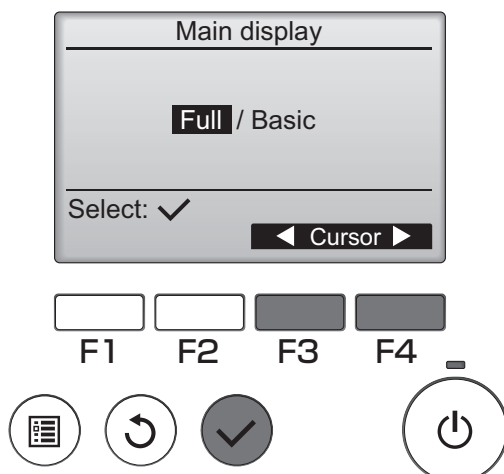 Main display
Full / Basic
Select: ✓
◀ Cursor ▶
F1 F2 F3 F4